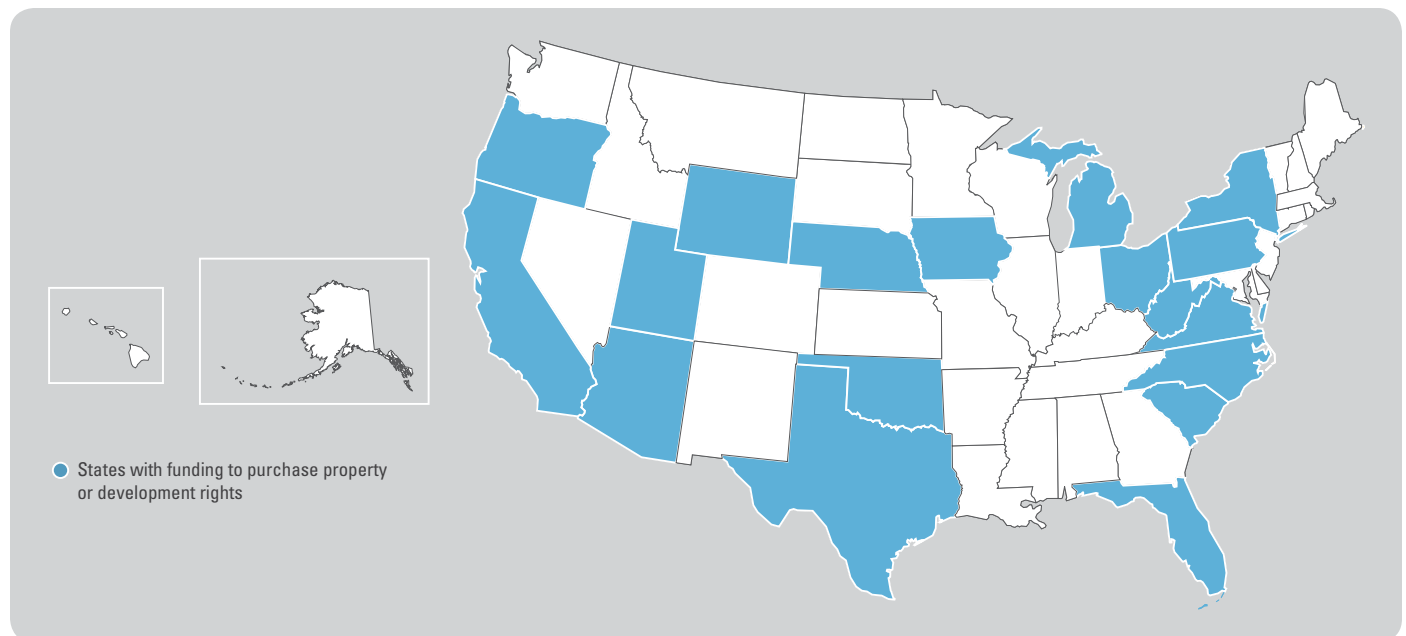 States with funding to purchase property
or development rights